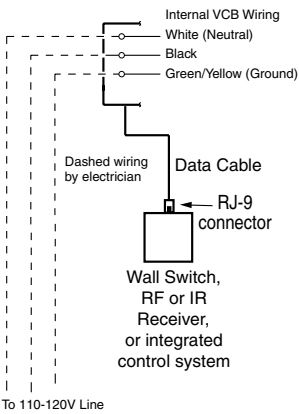 Internal VCB Wiring
White (Neutral)
Black
Green/Yellow (Ground)
Dashed wiring
by electrician
Data Cable
RJ-9
connector
Wall Switch,
RF or IR
Receiver,
or integrated
control system
To 110-120V Line